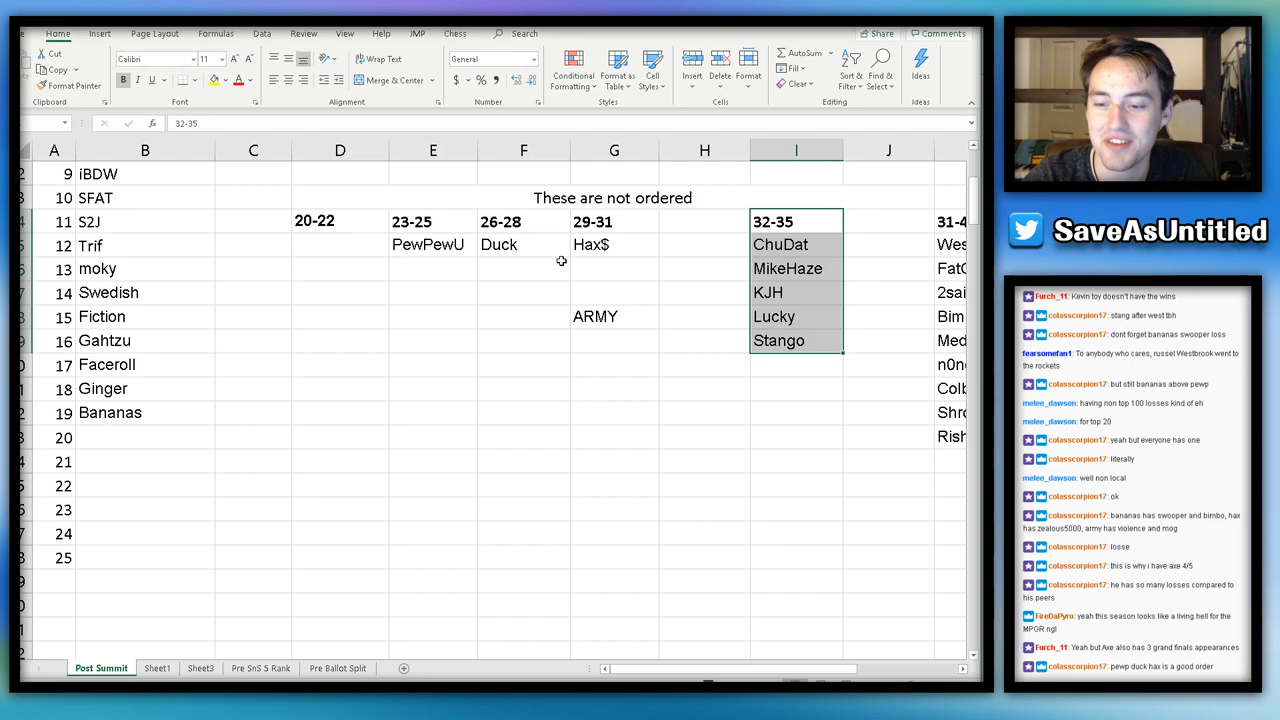 Home Insert Page Layout Formulas Data Review View Help JMP Chess Search Share Comments
Cut
Copy
Format Painter
Clipboard
Calibri 11
B I U
Font
Wrap Text
Merge & Center
Alignment
General
$ % 9
Number
Conditional Formatting
Format as Table
Cell Styles
Styles
Insert Delete Format
Cells
AutoSum
Fill
Clear
Sort & Filter
Find & Select
Editing
Ideas
Ideas
fx 32-35
A B C D E F G H I J
9 iBDW
10 SFAT These are not ordered
11 S2J 20-22 23-25 26-28 29-31 32-35 31-4
12 Trif PewPewU Duck Hax$ ChuDat Wes
13 moky MikeHaze
14 Swedish KJH 2sai
15 Fiction ARMY Lucky Bim
16 Gahtzu Stango Med
17 Faceroll
18 Ginger Colb
19 Bananas Shro
20 Rish
21
22
23
24
25
Post Summit Sheet1 Sheet3 Pre SnS 5 Rank Pre Ballot Split
SaveAsUntitled
Furch_11: Kevin toy doesn't have the wins
colasscorpion17: stang after west tbh
colasscorpion17: dont forget bananas swooper loss
fearsomefan1: To anybody who cares, russel Westbrook went to
the rockets
colasscorpion17: but still bananas above pewp
melee_dawson: having non top 100 losses kind of eh
melee_dawson: for top 20
colasscorpion17: yeah but everyone has one
colasscorpion17: literally
melee_dawson: well non local
colasscorpion17: ok
colasscorpion17: bananas has swooper and bimbo, hax
has zealous5000, army has violence and mog
colasscorpion17: losse
colasscorpion17: this is why i have axe 4/5
colasscorpion17: he has so many losses compared to
his peers
FireDaPyro: yeah this season looks like a living hell for the
MPGR ngl
Furch_11: Yeah but Axe also has 3 grand finals appearances
colasscorpion17: pewp duck hax is a good order